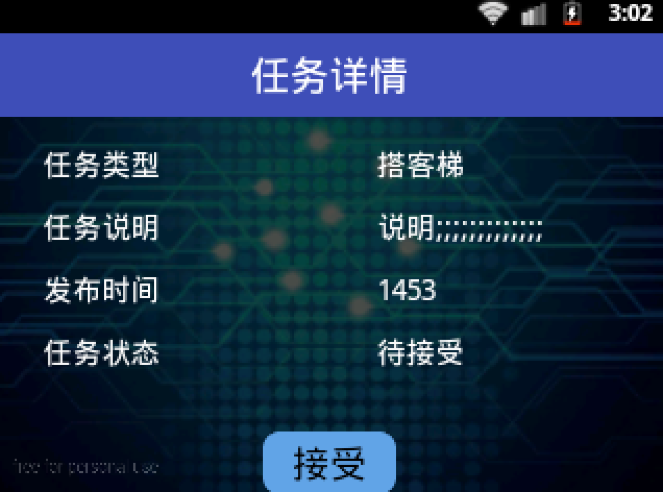 3:02
任务详情
任务类型 搭客梯
任务说明 说明;;;;;;;;;;;;;
发布时间 1453
任务状态 待接受
free for personal use
接受